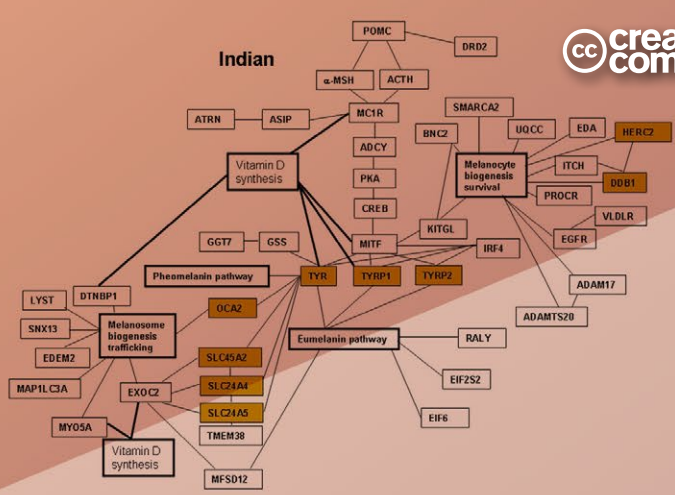 POMC
DRD2
Indian
α-MSH
ACTH
cc
ATRN
ASIP
MC1R
SMARCA2
BNC2
UQCC
EDA
HERC2
ADCY
Vitamin D
synthesis
Melanocyte
biogenesis
survival
ITCH
DDB1
PKA
PROCR
CREB
VLDLR
KITGL
EGFR
GGT7
GSS
MITF
IRF4
Pheomelanin pathway
TYR
TYRP1
TYRP2
ADAM17
LYST
DTNBP1
OCA2
ADAMTS20
SNX13
Melanosome
biogenesis
trafficking
Eumelanin pathway
RALY
EDEM2
SLC45A2
MAP1LC3A
EXOC2
SLC24A4
EIF2S2
SLC24A5
EIF6
MYO5A
TMEM38
Vitamin D
synthesis
MFSD12